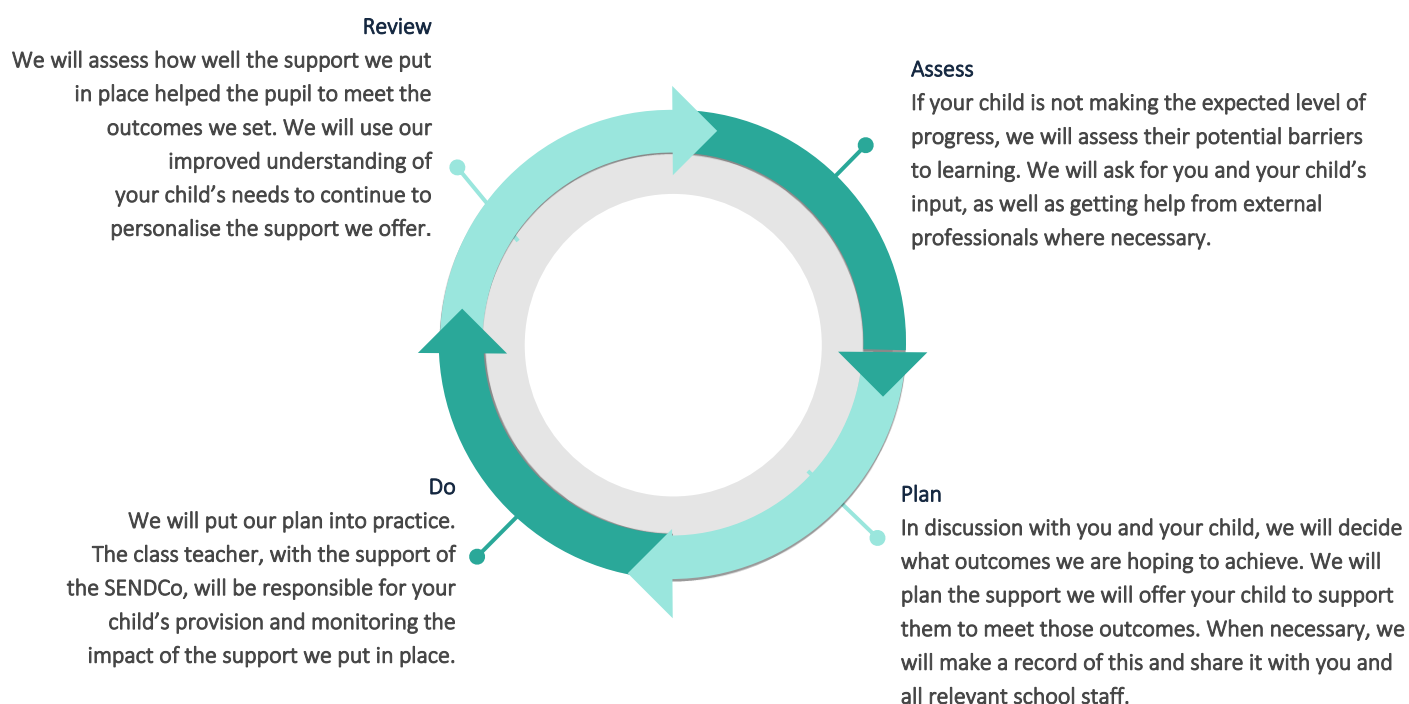 Review
We will assess how well the support we put
in place helped the pupil to meet the
outcomes we set. We will use our
improved understanding of
your child’s needs to continue to
personalise the support we offer.
Assess
If your child is not making the expected level of
progress, we will assess their potential barriers
to learning. We will ask for you and your child’s
input, as well as getting help from external
professionals where necessary.
Do
We will put our plan into practice.
The class teacher, with the support of
the SENDCo, will be responsible for your
child’s provision and monitoring the
impact of the support we put in place.
Plan
In discussion with you and your child, we will decide
what outcomes we are hoping to achieve. We will
plan the support we will offer your child to support
them to meet those outcomes. When necessary, we
will make a record of this and share it with you and
all relevant school staff.